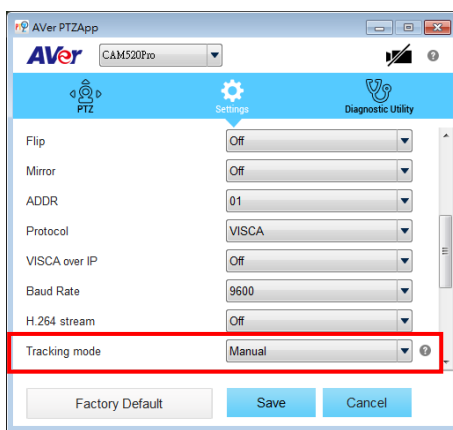 AVer PTZApp
AVer CAM520Pro
PTZ Settings Diagnostic Utility
Flip Off
Mirror Off
ADDR 01
Protocol VISCA
VISCA over IP Off
Baud Rate 9600
H.264 stream Off
Tracking mode Manual ?
Factory Default Save Cancel